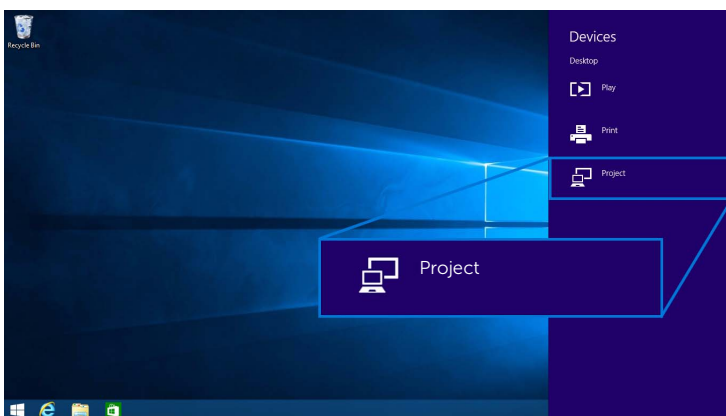 Recycle Bin
Devices
Desktop
Play
Print
Project
Project